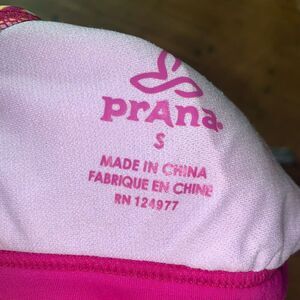 prAna
S
MADE IN CHINA
FABRIQUE EN CHINE
RN 124977